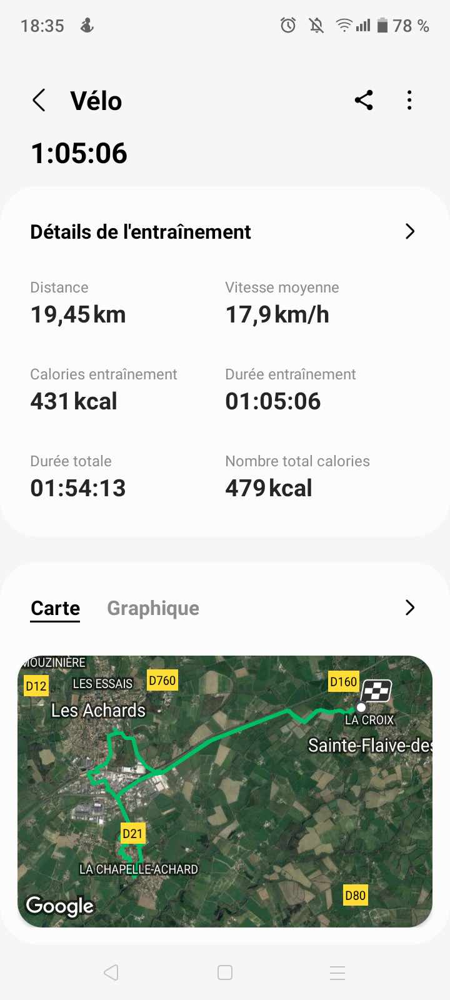 18:35
78 %
Vélo
1:05:06
Détails de l'entraînement
Distance
Vitesse moyenne
19,45 km
17,9 km/h
Calories entraînement
Durée entraînement
431 kcal
01:05:06
Durée totale
Nombre total calories
01:54:13
479 kcal
Carte
Graphique
MOUZINIÈRE
D12
LES ESSAIS
D760
D160
Les Achards
LA CROIX
Sainte-Flaive-des
D21
LA CHAPELLE-ACHARD
D80
Google